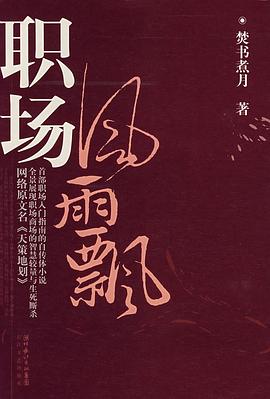 焚书煮月 著
职场
风雨飘
首部职场入门指南的自传体小说
全景展现职场商场的智慧较量与生死厮杀
网络原文名《天策地划》